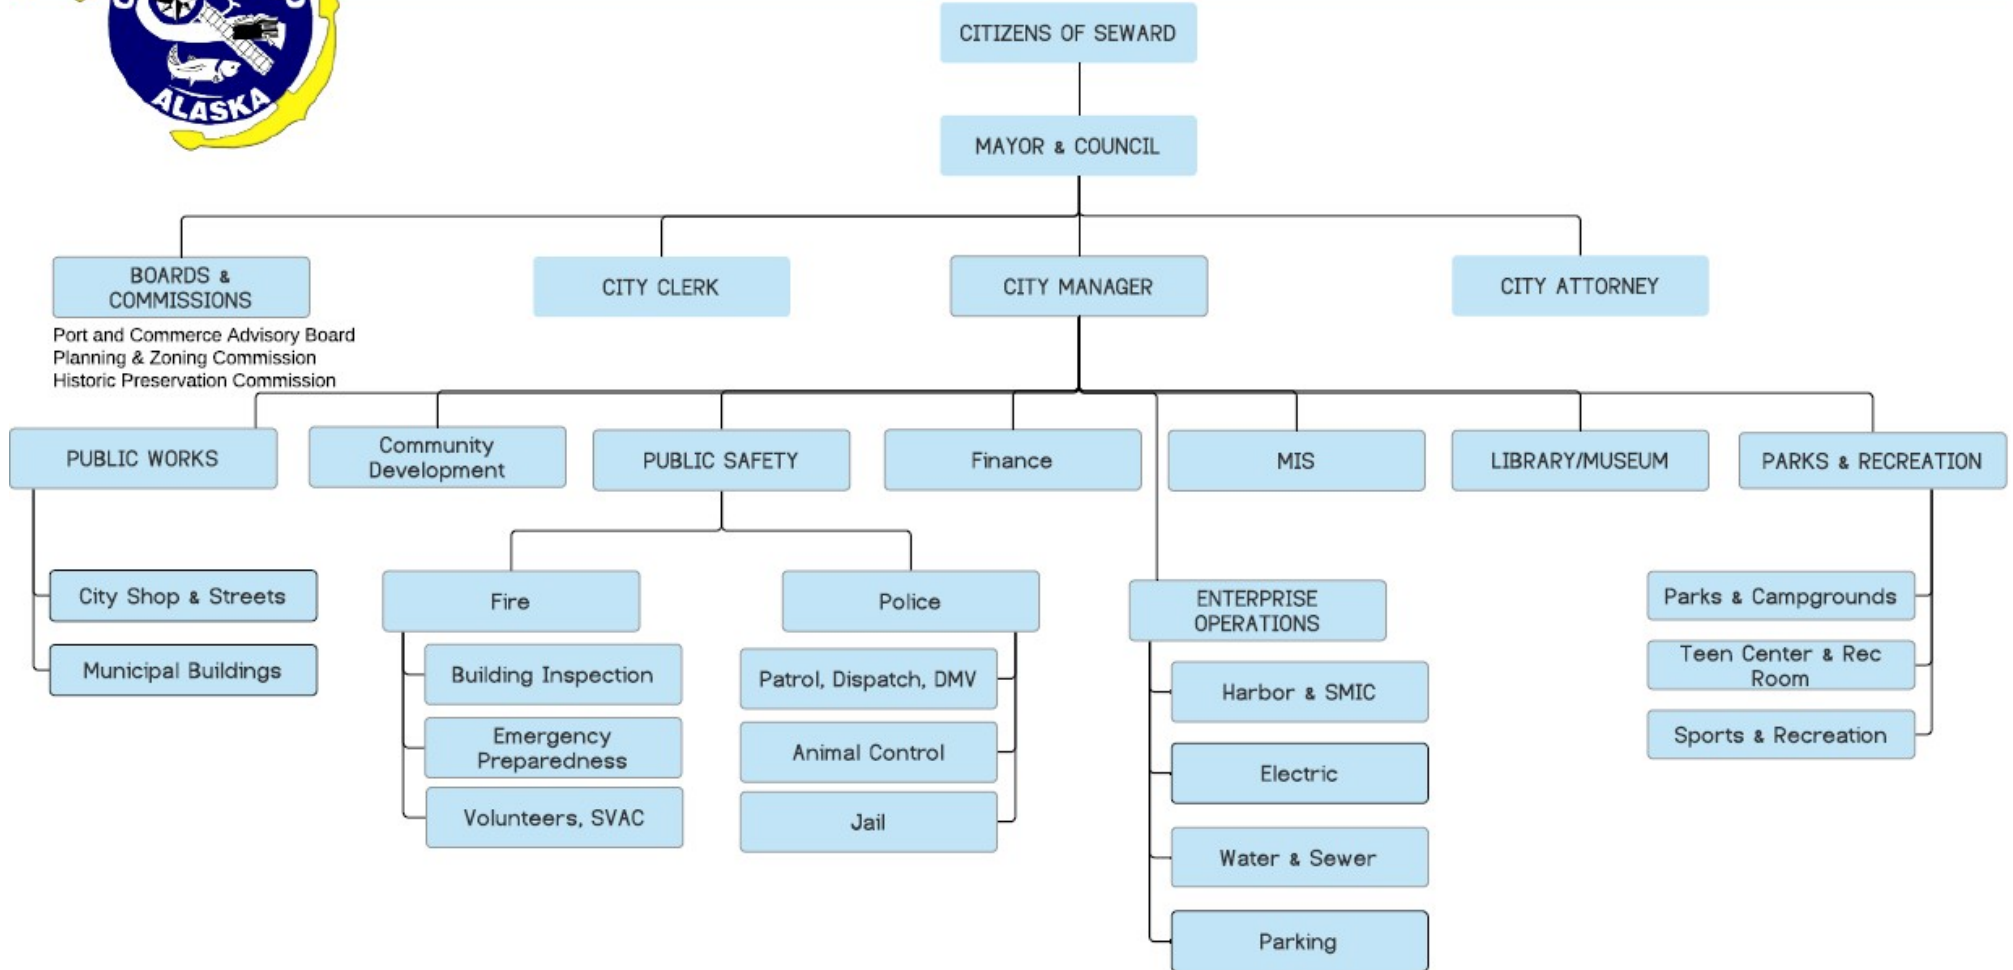 ALASKA
CITIZENS OF SEWARD
MAYOR & COUNCIL
BOARDS &
COMMISSIONS
CITY CLERK
CITY MANAGER
CITY ATTORNEY
Port and Commerce Advisory Board
Planning & Zoning Commission
Historic Preservation Commission
PUBLIC WORKS
Community
Development
PUBLIC SAFETY
Finance
MIS
LIBRARY/MUSEUM
PARKS & RECREATION
City Shop & Streets
Municipal Buildings
Fire
Building Inspection
Emergency
Preparedness
Volunteers, SVAC
Police
Patrol, Dispatch, DMV
Animal Control
Jail
ENTERPRISE
OPERATIONS
Harbor & SMIC
Electric
Water & Sewer
Parking
Parks & Campgrounds
Teen Center & Rec
Room
Sports & Recreation